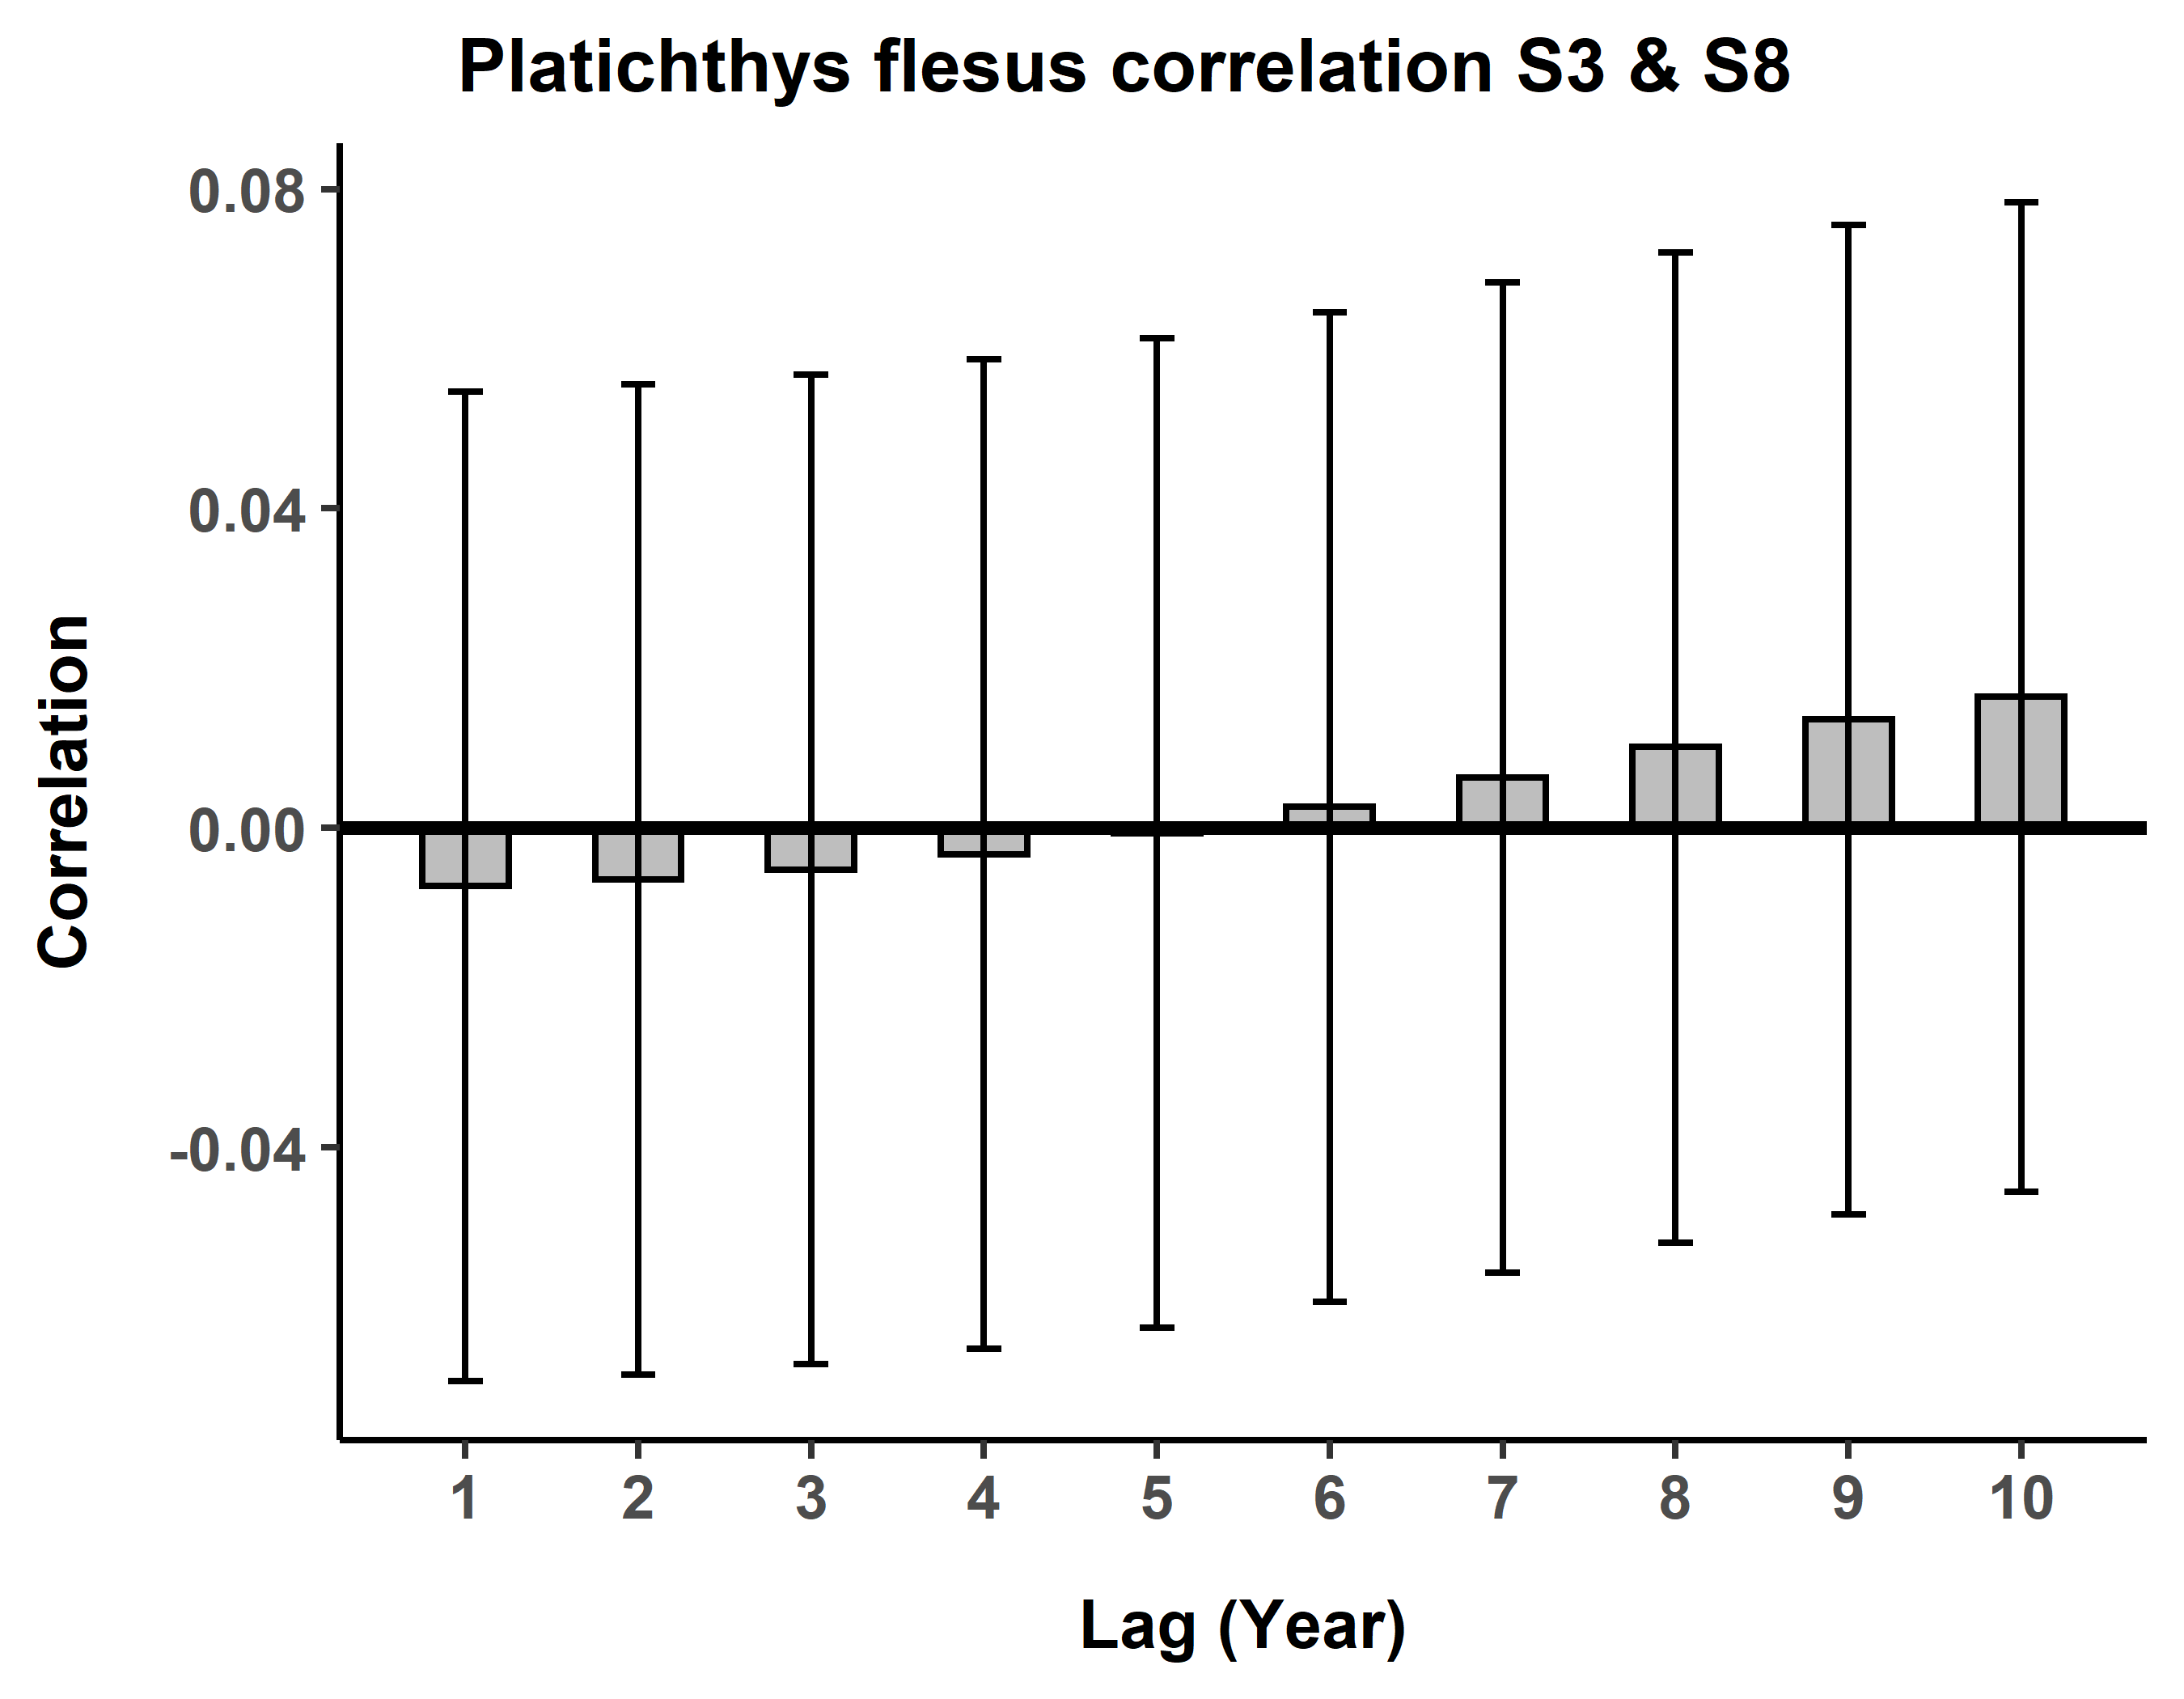 Platichthys flesus correlation S3 & S8
0.08
0.04
0.00
-0.04
Correlation
1 2 3 4 5 6 7 8 9 10
Lag (Year)